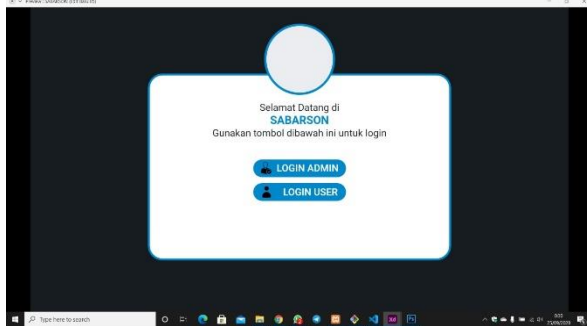 Selamat Datang di
SABARSON
Gunakan tombol dibawah ini untuk login
LOGIN ADMIN
LOGIN USER
Type here to search